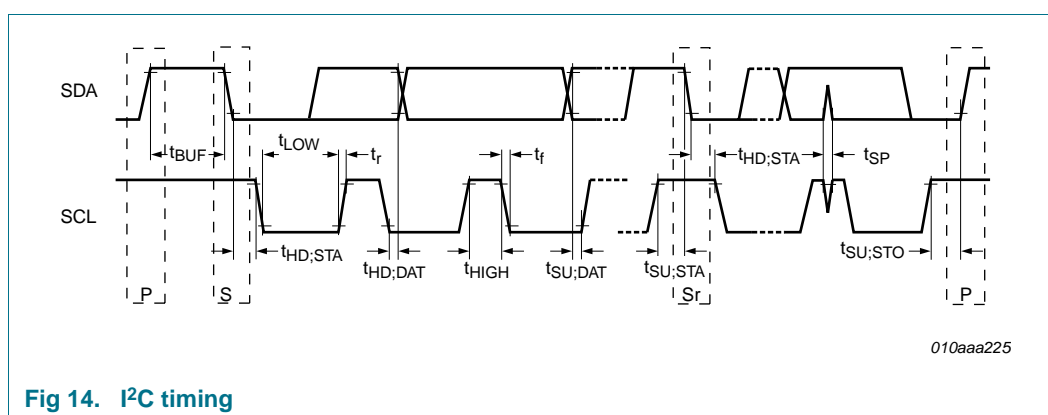 SDA
tBUF
tLOW
tr
tf
tHD;STA
tSP
SCL
tHD;STA
tHD;DAT
tHIGH
tSU;DAT
tSU;STA
tSU;STO
P
S
Sr
P
010aaa225
Fig 14. I²C timing